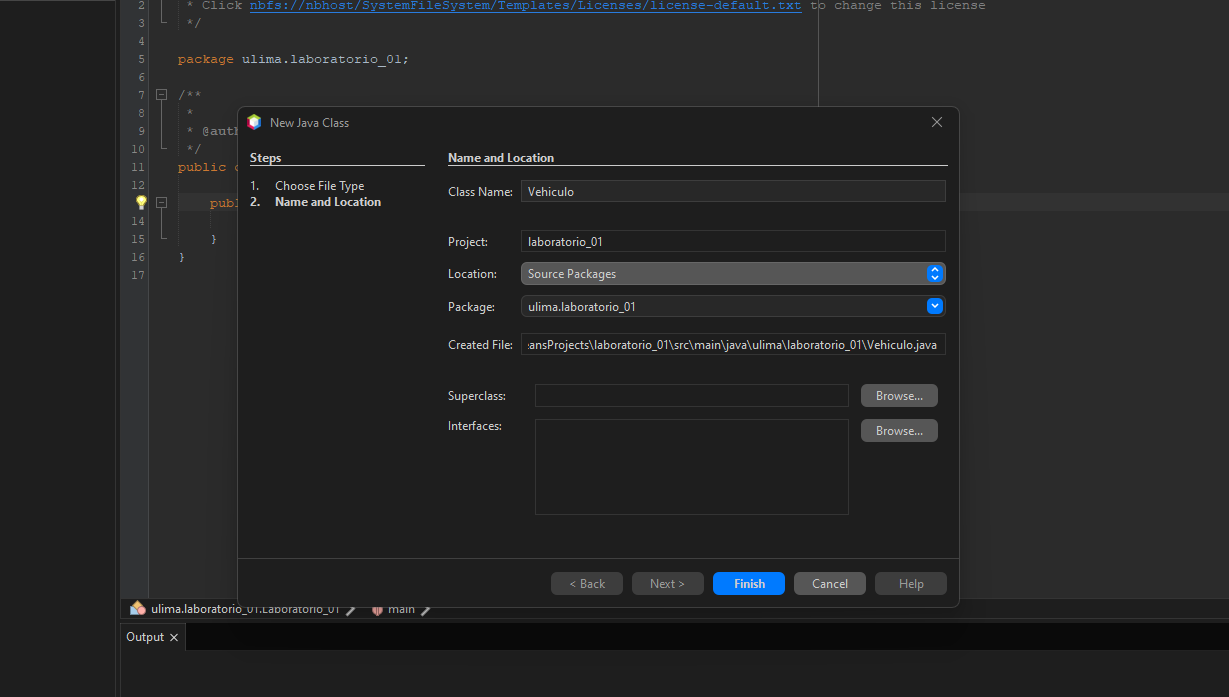 2 * Click nbfs://nbhost/SystemFileSystem/Templates/Licenses/license-default.txt to change this license
3 */
4
5 package ulima.laboratorio_01;
6
7 /**
8 *
9 * @auth
10 */
11 public
12
publ
14
15 }
16 }
17
New Java Class
Steps
1. Choose File Type
2. Name and Location
Name and Location
Class Name: Vehiculo
Project: laboratorio_01
Location: Source Packages
Package: ulima.laboratorio_01
Created File: ansProjects\laboratorio_01\src\main\java\ulima\laboratorio_01\Vehiculo.java
Superclass: Browse...
Interfaces: Browse...
< Back Next > Finish Cancel Help
ulima.laboratorio_01.Laboratorio_01 main
Output